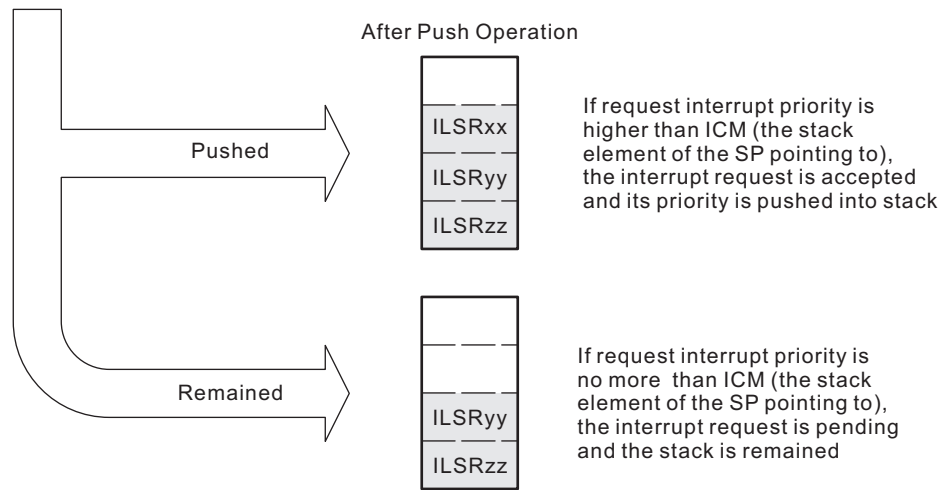 After Push Operation
Pushed
ILSRxx
ILSRyy
ILSRzz
If request interrupt priority is
higher than ICM (the stack
element of the SP pointing to),
the interrupt request is accepted
and its priority is pushed into stack
Remained
ILSRyy
ILSRzz
If request interrupt priority is
no more than ICM (the stack
element of the SP pointing to),
the interrupt request is pending
and the stack is remained